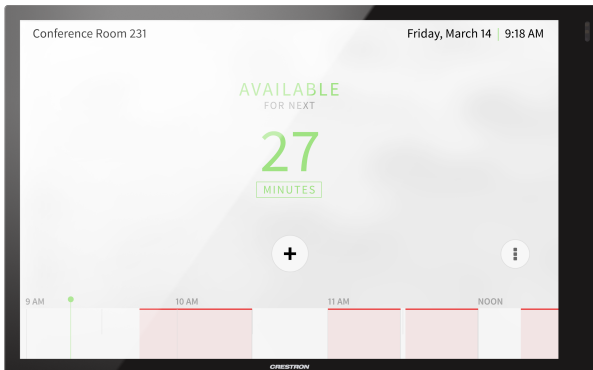 Conference Room 231
Friday, March 14 | 9:18 AM
AVAILABLE
FOR NEXT
27
MINUTES
9 AM
10 AM
11 AM
NOON
CRESTRON